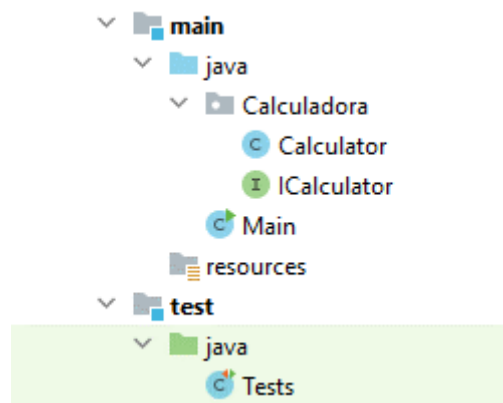 main
java
Calculadora
C Calculator
I ICalculator
C Main
resources
test
java
C Tests